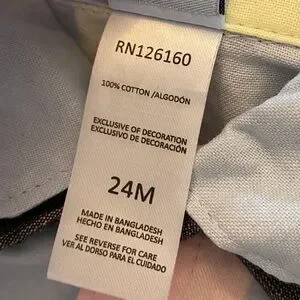 RN126160
100% COTTON /ALGODÓN
EXCLUSIVE OF DECORATION
EXCLUSIVO DE DECORACIÓN
24M
MADE IN BANGLADESH
HECHO EN BANGLADESH
SEE REVERSE FOR CARE
VER AL DORSO PARA EL CUIDADO